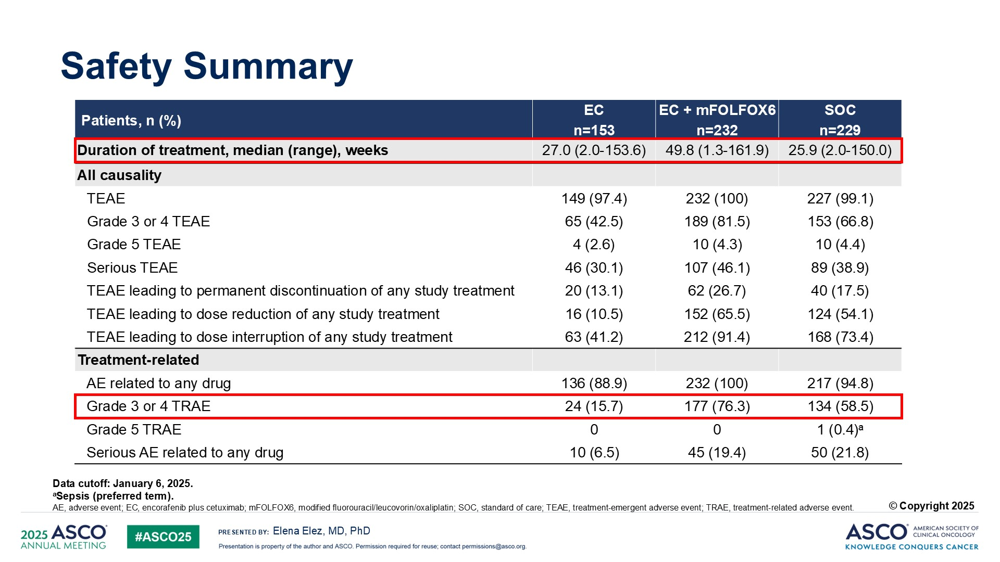 Safety Summary
Patients, n (%) EC n=153 EC + mFOLFOX6 n=232 SOC n=229
Duration of treatment, median (range), weeks 27.0 (2.0-153.6) 49.8 (1.3-161.9) 25.9 (2.0-150.0)
All causality
TEAE 149 (97.4) 232 (100) 227 (99.1)
Grade 3 or 4 TEAE 65 (42.5) 189 (81.5) 153 (66.8)
Grade 5 TEAE 4 (2.6) 10 (4.3) 10 (4.4)
Serious TEAE 46 (30.1) 107 (46.1) 89 (38.9)
TEAE leading to permanent discontinuation of any study treatment 20 (13.1) 62 (26.7) 40 (17.5)
TEAE leading to dose reduction of any study treatment 16 (10.5) 152 (65.5) 124 (54.1)
TEAE leading to dose interruption of any study treatment 63 (41.2) 212 (91.4) 168 (73.4)
Treatment-related
AE related to any drug 136 (88.9) 232 (100) 217 (94.8)
Grade 3 or 4 TRAE 24 (15.7) 177 (76.3) 134 (58.5)
Grade 5 TRAE 0 0 1 (0.4)ᵃ
Serious AE related to any drug 10 (6.5) 45 (19.4) 50 (21.8)
Data cutoff: January 6, 2025.
ᵃSepsis (preferred term).
AE, adverse event; EC, encorafenib plus cetuximab; mFOLFOX6, modified fluorouracil/leucovorin/oxaliplatin; SOC, standard of care; TEAE, treatment-emergent adverse event; TRAE, treatment-related adverse event.
© Copyright 2025
2025 ASCO®
ANNUAL MEETING
#ASCO25
PRESENTED BY: Elena Elez, MD, PhD
Presentation is property of the author and ASCO. Permission required for reuse; contact permissions@asco.org.
ASCO® AMERICAN SOCIETY OF
CLINICAL ONCOLOGY
KNOWLEDGE CONQUERS CANCER